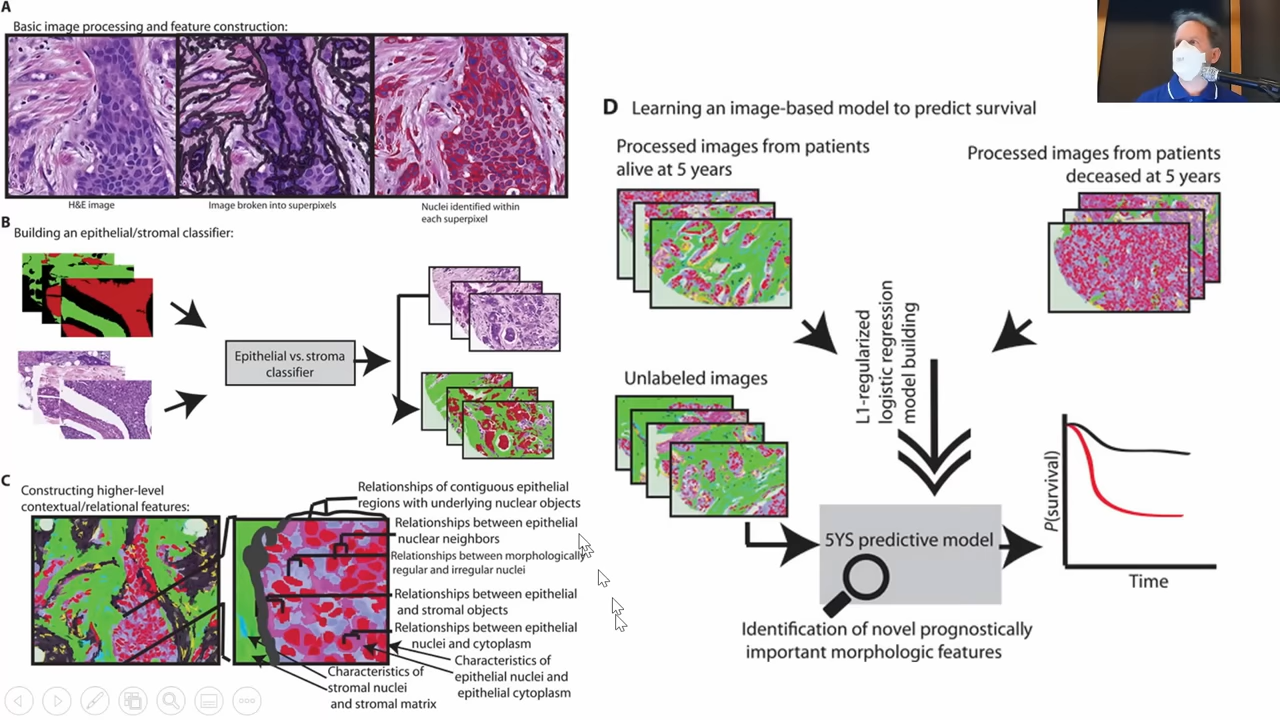 A
Basic image processing and feature construction:
H&E image
Image broken into superpixels
Nuclei identified within
each superpixel
B
Building an epithelial/stromal classifier:
Epithelial vs. stroma
classifier
C
Constructing higher-level
contextual/relational features:
Relationships of contiguous epithelial
regions with underlying nuclear objects
Relationships between epithelial
nuclear neighbors
Relationships between morphologically
regular and irregular nuclei
Relationships between epithelial
and stromal objects
Relationships between epithelial
nuclei and cytoplasm
Characteristics of
epithelial nuclei and
epithelial cytoplasm
Characteristics of
stromal nuclei
and stromal matrix
D Learning an image-based model to predict survival
Processed images from patients
alive at 5 years
Processed images from patients
deceased at 5 years
L1-regularized
logistic regression
model building
Unlabeled images
5YS predictive model
P(survival)
Time
Identification of novel prognostically
important morphologic features